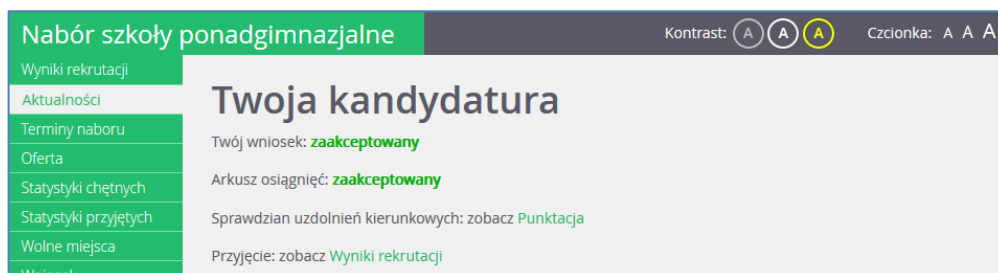 Nabór szkoły ponadgimnazjalne
Kontrast: A A A Czcionka: A A A
Wyniki rekrutacji
Aktualności
Terminy naboru
Oferta
Statystyki chętnych
Statystyki przyjętych
Wolne miejsca
Twoja kandydatura
Twój wniosek: zaakceptowany
Arkusz osiągnięć: zaakceptowany
Sprawdzian uzdolnień kierunkowych: zobacz Punktacja
Przyjęcie: zobacz Wyniki rekrutacji